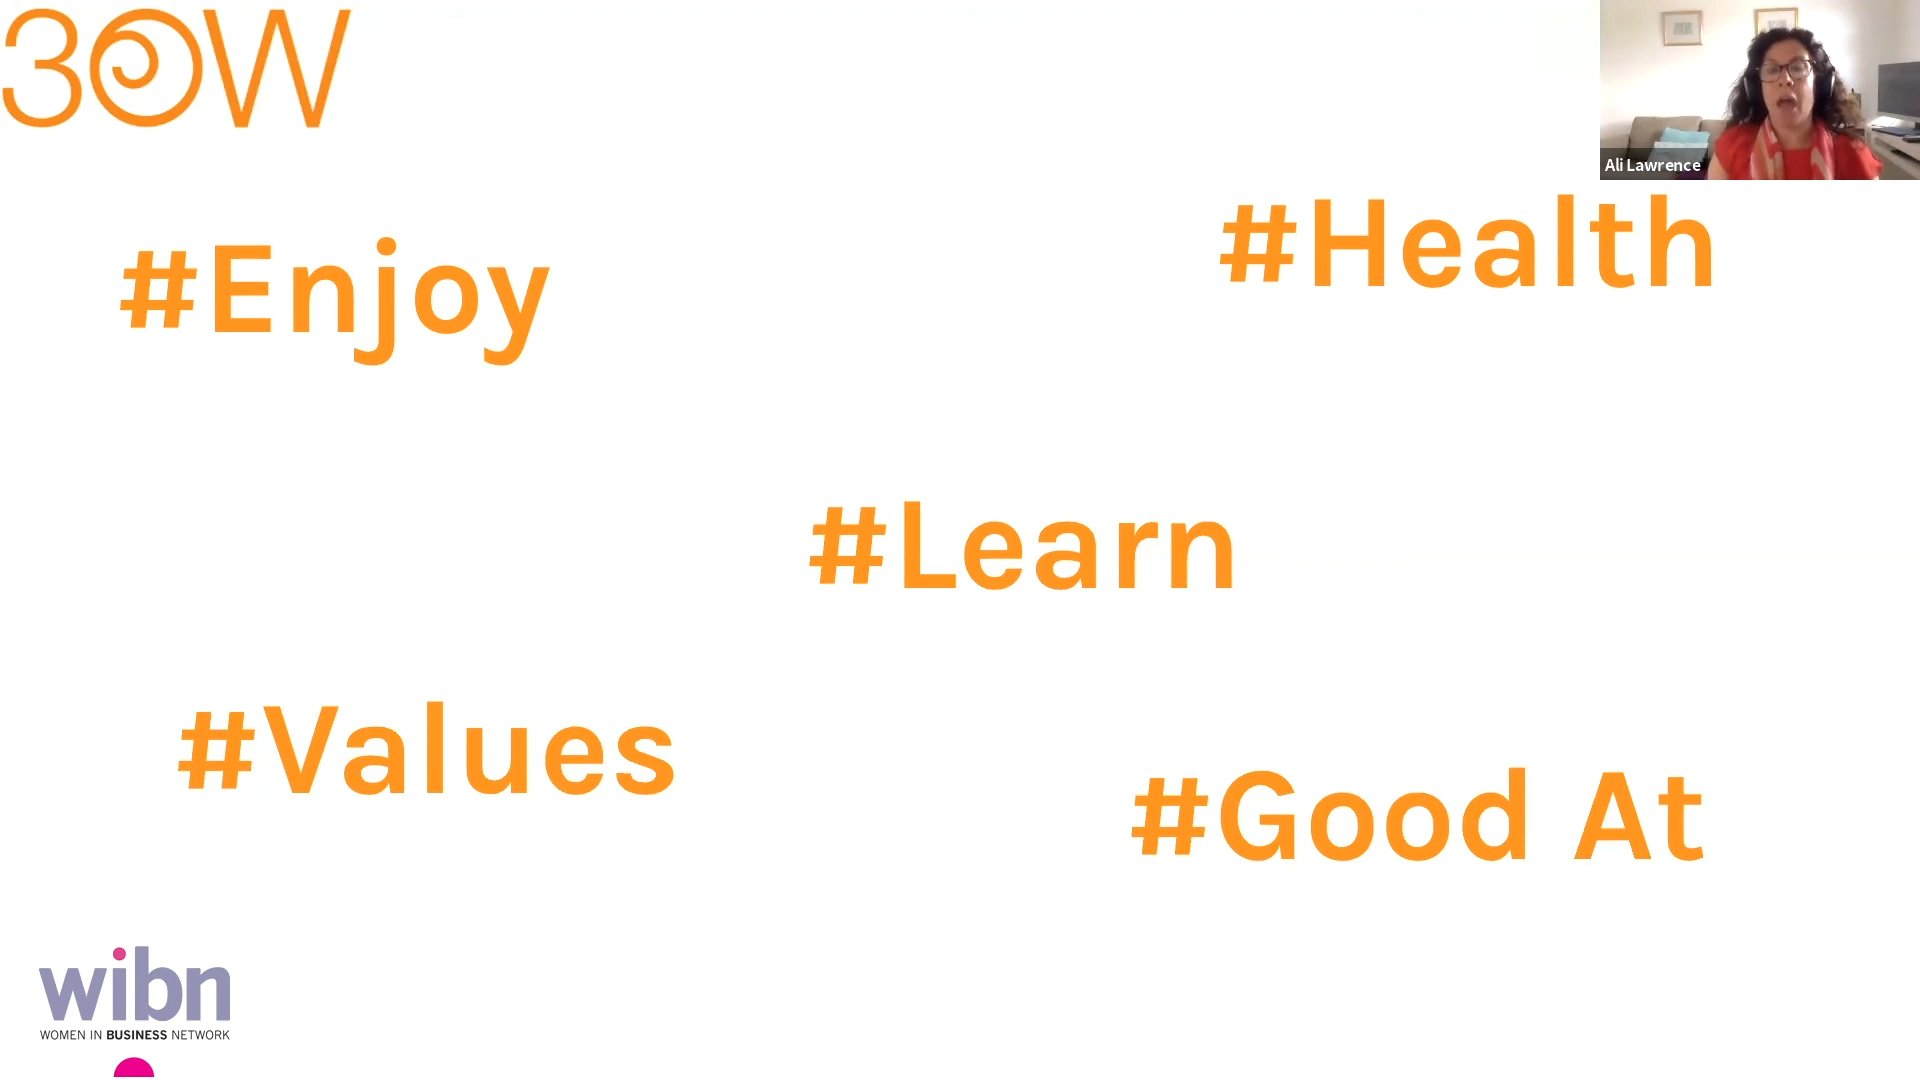 3OW
Ali Lawrence
#Health
#Enjoy
#Learn
#Values
#Good At
wibn
WOMEN IN BUSINESS NETWORK